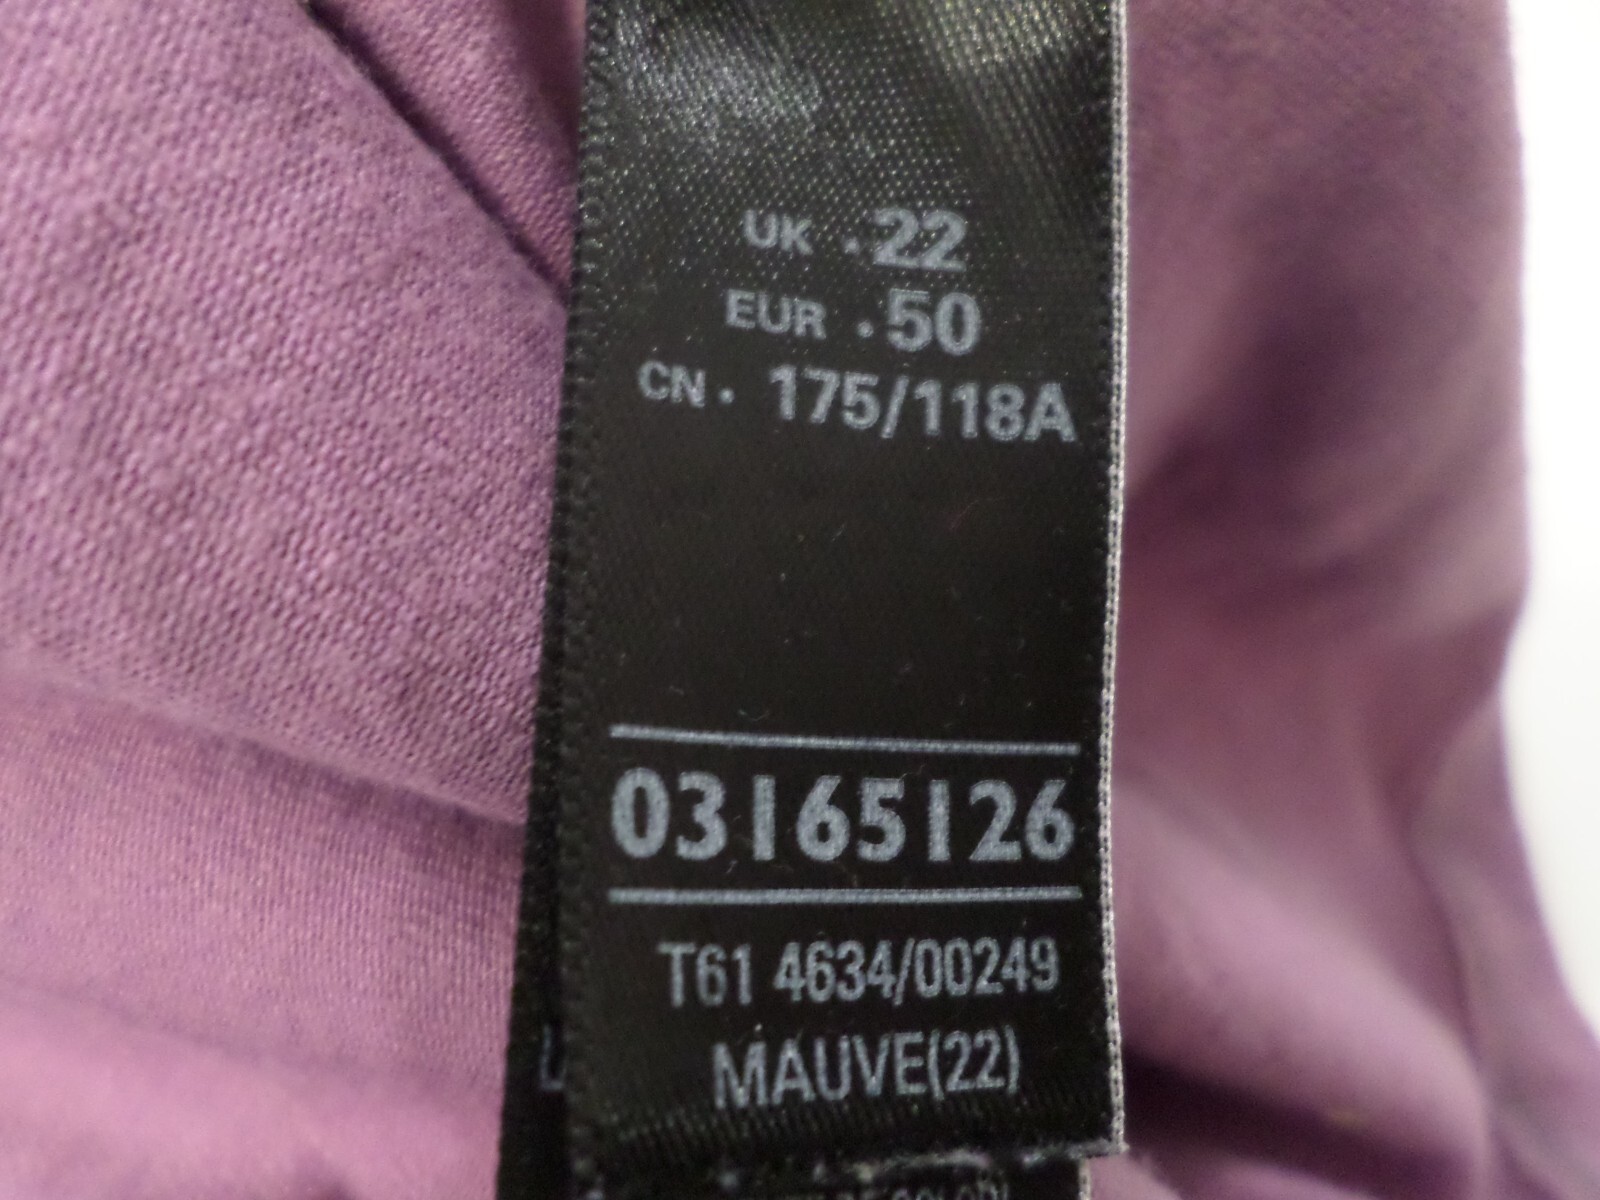 UK . 22
EUR . 50
CN . 175/118A
03165126
T61 4634/00249
MAUVE(22)